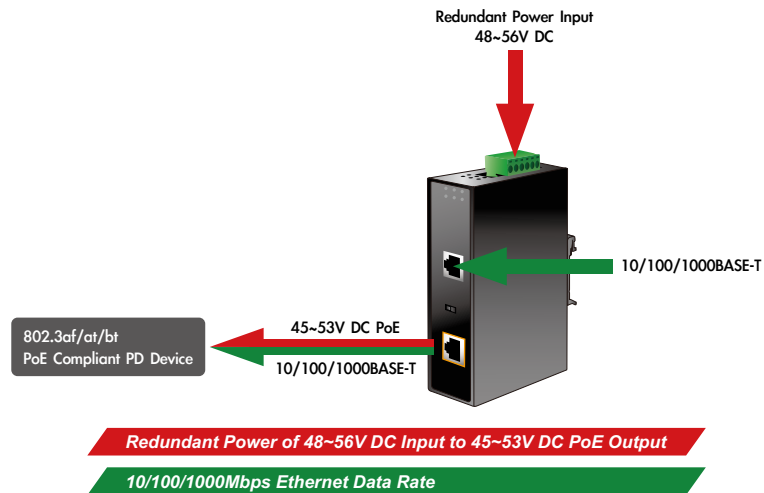 Redundant Power Input
48~56V DC
10/100/1000BASE-T
45~53V DC PoE
802.3af/at/bt
PoE Compliant PD Device
10/100/1000BASE-T
Redundant Power of 48~56V DC Input to 45~53V DC PoE Output
10/100/1000Mbps Ethernet Data Rate